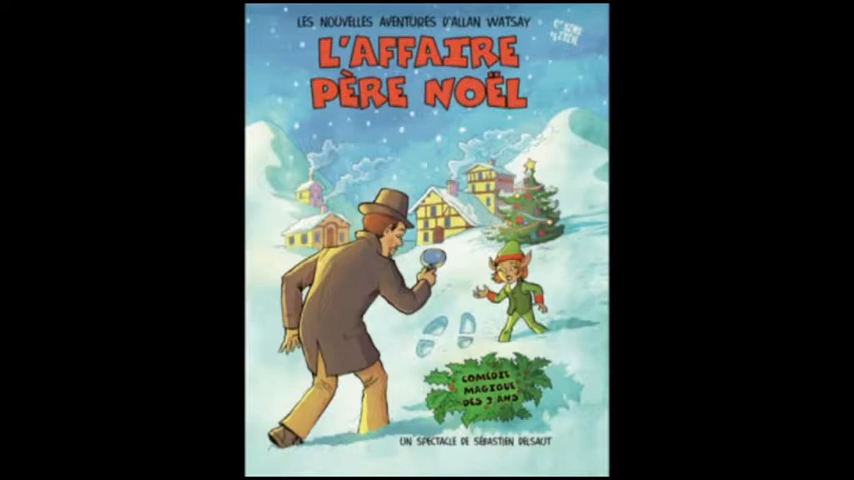 LES NOUVELLES AVENTURES D'ALLAN WATSAY
L'AFFAIRE
PÈRE NOËL
COMÉDIE
MAGIQUE
DÈS 3 ANS
UN SPECTACLE DE SÉBASTIEN DELSAUT